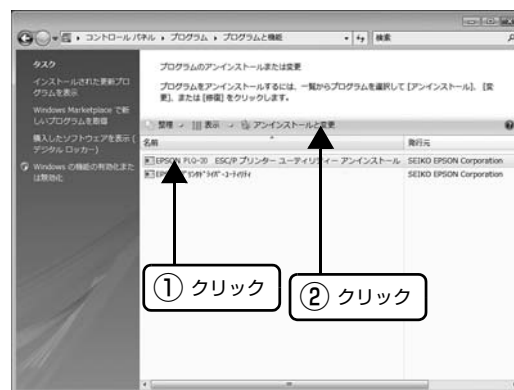 コントロール パネル ▸ プログラム ▸ プログラムと機能
検索
タスク
インストールされた更新プロ
グラムを表示
Windows Marketplace で新
しいプログラムを取得
購入したソフトウェアを表示 (
デジタル ロッカー)
Windows の機能の有効化また
は無効化
プログラムのアンインストールまたは変更
プログラムをアンインストールするには、一覧からプログラムを選択して [アンインストール]、[変
更]、または [修復] をクリックします。
整理 表示 アンインストールと変更
名前 発行元
EPSON PLQ-20 ESC/P プリンター ユーティリティー アンインストール SEIKO EPSON Corporation
SEIKO EPSON Corporation
① クリック
② クリック